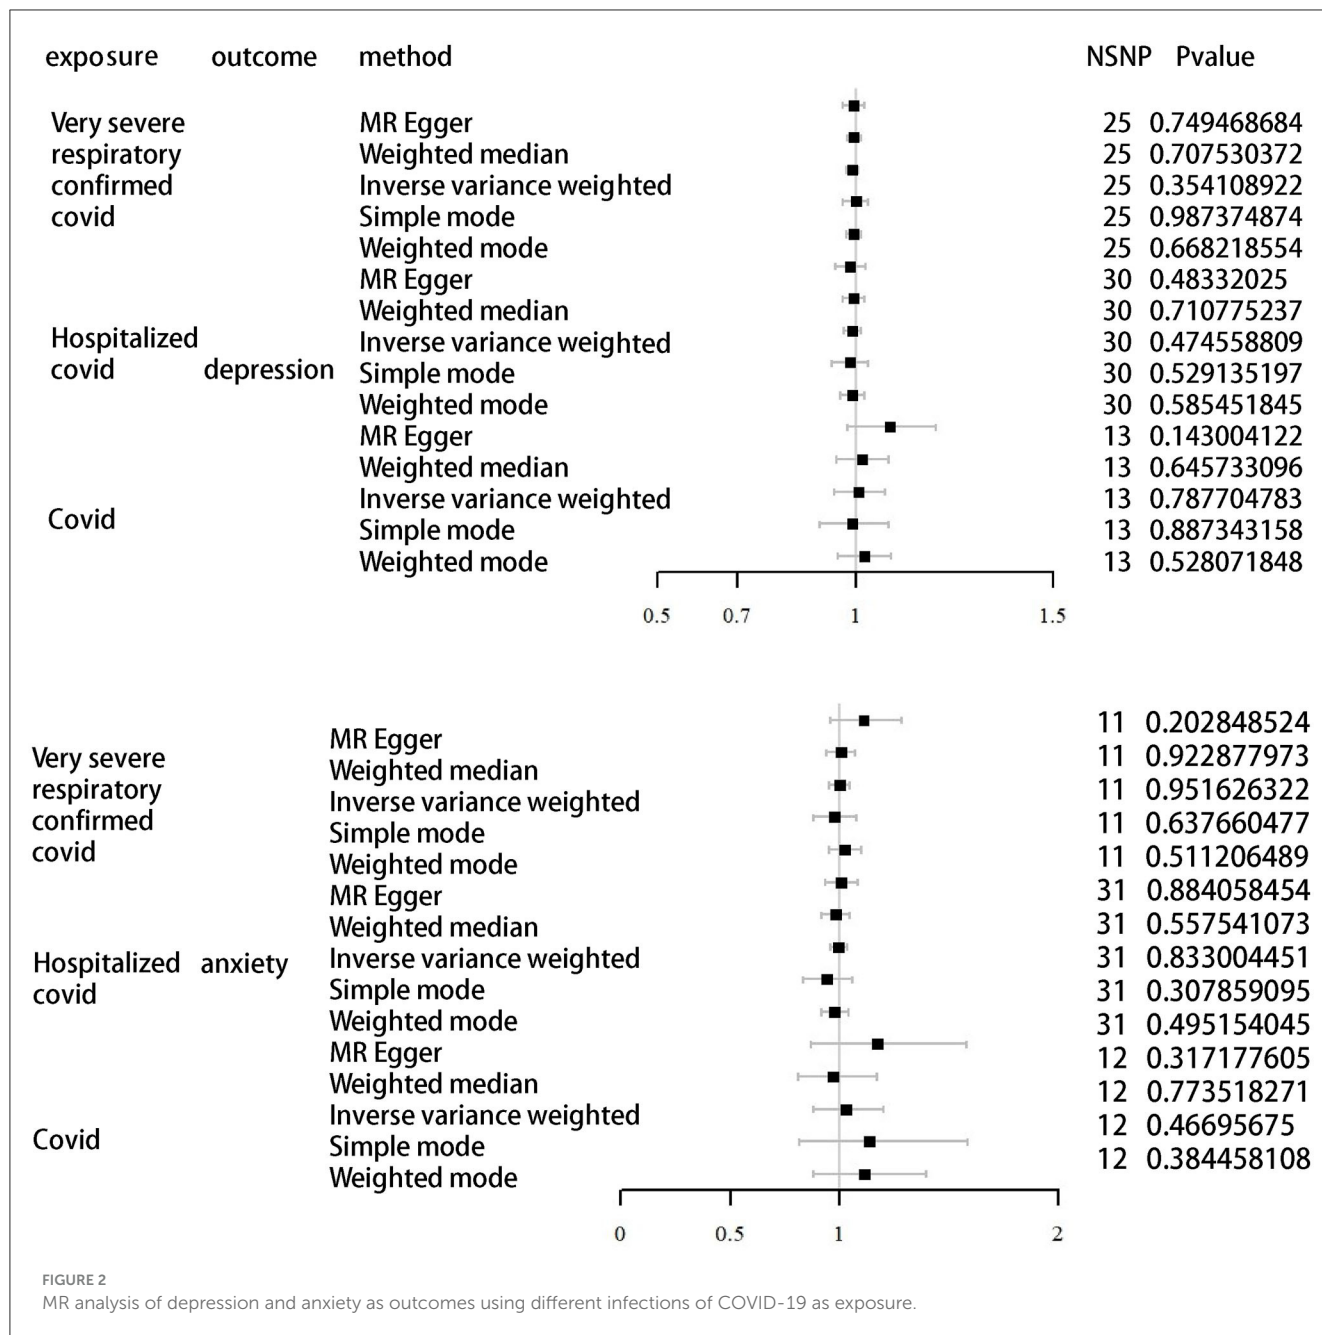 exposure outcome method NSNP Pvalue
Very severe MR Egger 25 0.749468684
respiratory Weighted median 25 0.707530372
confirmed Inverse variance weighted 25 0.354108922
covid Simple mode 25 0.987374874
Weighted mode 25 0.668218554
MR Egger 30 0.48332025
Weighted median 30 0.710775237
Hospitalized Inverse variance weighted 30 0.474558809
covid depression Simple mode 30 0.529135197
Weighted mode 30 0.585451845
MR Egger 13 0.143004122
Weighted median 13 0.645733096
Inverse variance weighted 13 0.787704783
Covid Simple mode 13 0.887343158
Weighted mode 13 0.528071848
0.5 0.7 1 1.5
MR Egger 11 0.202848524
Very severe Weighted median 11 0.922877973
respiratory Inverse variance weighted 11 0.951626322
confirmed Simple mode 11 0.637660477
covid Weighted mode 11 0.511206489
MR Egger 31 0.884058454
Weighted median 31 0.557541073
Hospitalized anxiety Inverse variance weighted 31 0.833004451
covid Simple mode 31 0.307859095
Weighted mode 31 0.495154045
MR Egger 12 0.317177605
Weighted median 12 0.773518271
Inverse variance weighted 12 0.46695675
Covid Simple mode 12 0.384458108
Weighted mode
0 0.5 1 2
FIGURE 2
MR analysis of depression and anxiety as outcomes using different infections of COVID-19 as exposure.